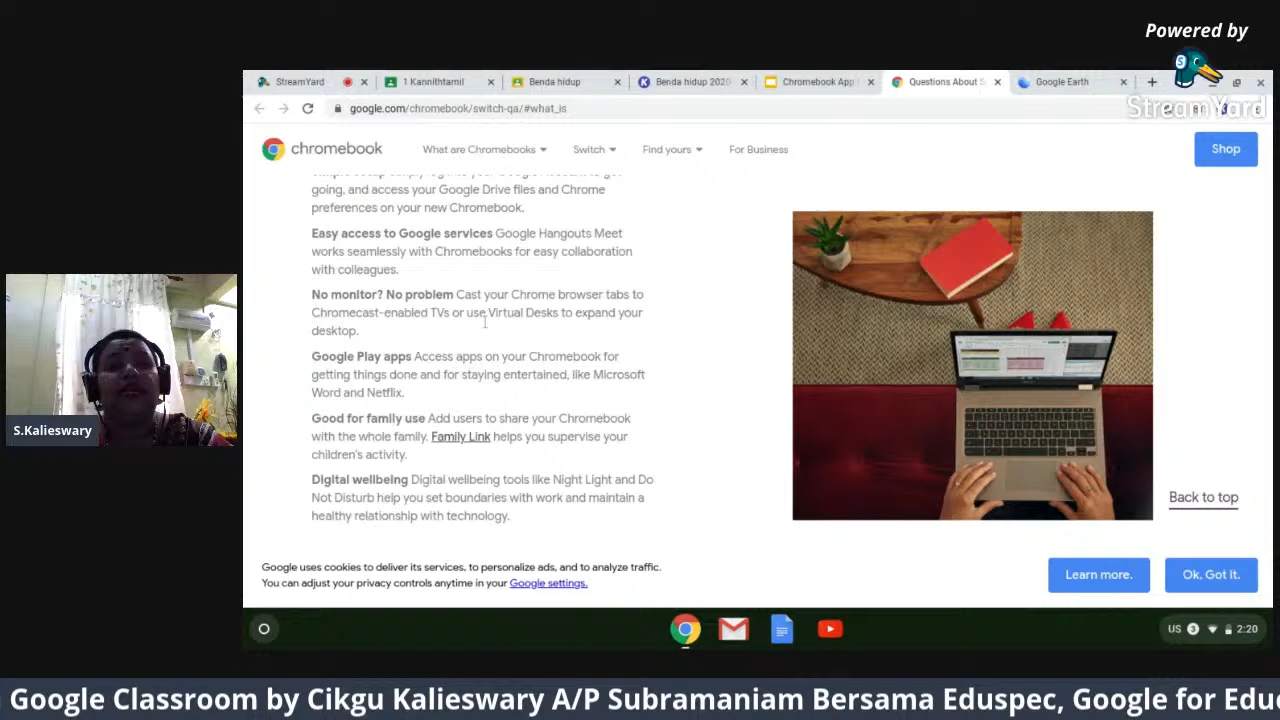 Powered by
StreamYard
StreamYard
1 Kannithtamil
Benda hidup
Benda hidup 2020
Chromebook App
Questions About S
Google Earth
google.com/chromebook/switch-qa/#what_is
chromebook
What are Chromebooks
Switch
Find yours
For Business
Shop
going, and access your Google Drive files and Chrome
preferences on your new Chromebook.
Easy access to Google services Google Hangouts Meet
works seamlessly with Chromebooks for easy collaboration
with colleagues.
No monitor? No problem Cast your Chrome browser tabs to
Chromecast-enabled TVs or use Virtual Desks to expand your
desktop.
Google Play apps Access apps on your Chromebook for
getting things done and for staying entertained, like Microsoft
Word and Netflix.
Good for family use Add users to share your Chromebook
with the whole family. Family Link helps you supervise your
children's activity.
Digital wellbeing Digital wellbeing tools like Night Light and Do
Not Disturb help you set boundaries with work and maintain a
healthy relationship with technology.
Back to top
Google uses cookies to deliver its services, to personalize ads, and to analyze traffic.
You can adjust your privacy controls anytime in your Google settings.
Learn more.
Ok, Got It.
S.Kalieswary
US 3 2:20
Google Classroom by Cikgu Kalieswary A/P Subramaniam Bersama Eduspec, Google for Edu